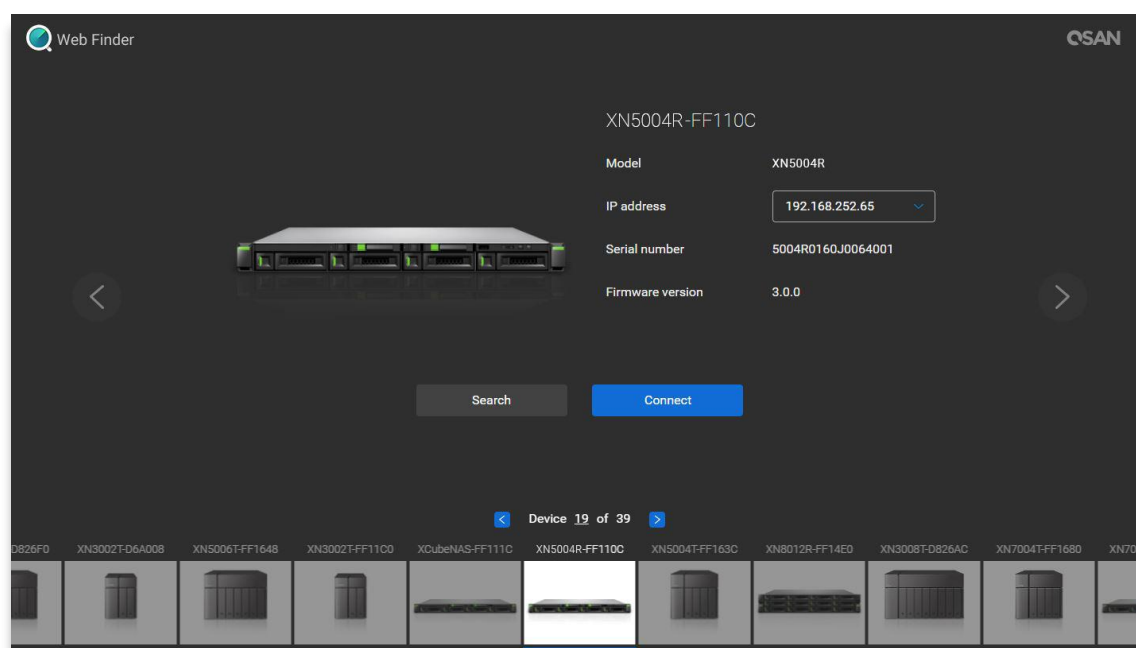 Web Finder
QSAN
XN5004R-FF110C
Model XN5004R
IP address 192.168.252.65
Serial number 5004R0160J0064001
Firmware version 3.0.0
Search Connect
Device 19 of 39
D826F0 XN3002T-D6A008 XN5006T-FF1648 XN3002T-FF11C0 XCubeNAS-FF111C XN5004R-FF110C XN5004T-FF163C XN8012R-FF14E0 XN3008T-D826AC XN7004T-FF1680 XN70